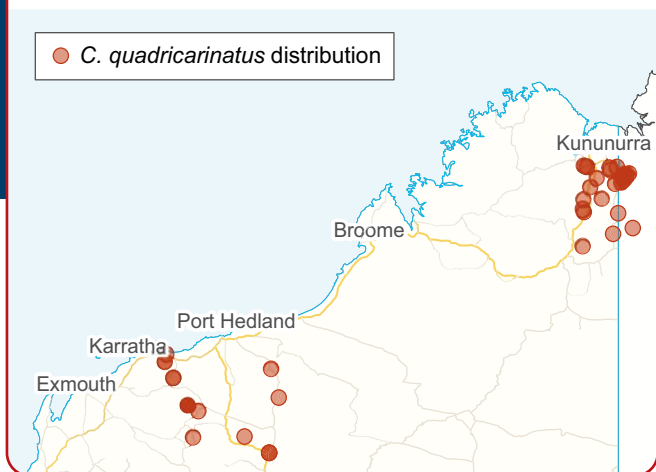 C. quadricarinatus distribution
Kununurra
Broome
Port Hedland
Karratha
Exmouth